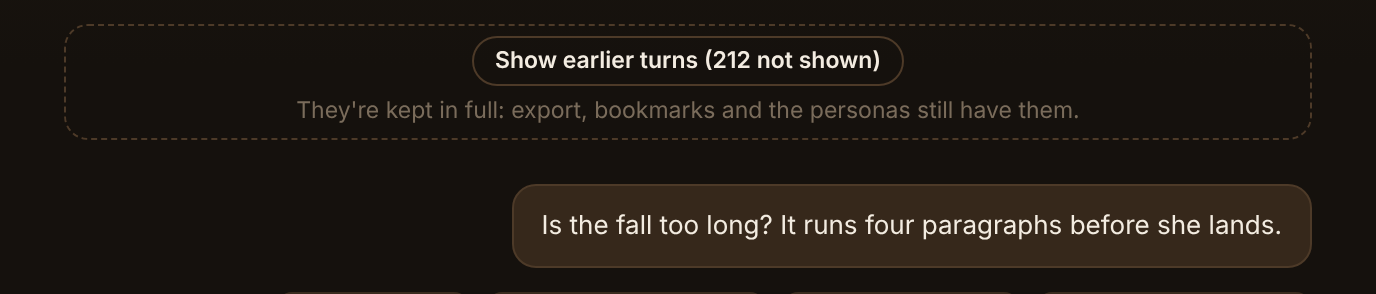 Show earlier turns (212 not shown)
They're kept in full: export, bookmarks and the personas still have them.
Is the fall too long? It runs four paragraphs before she lands.